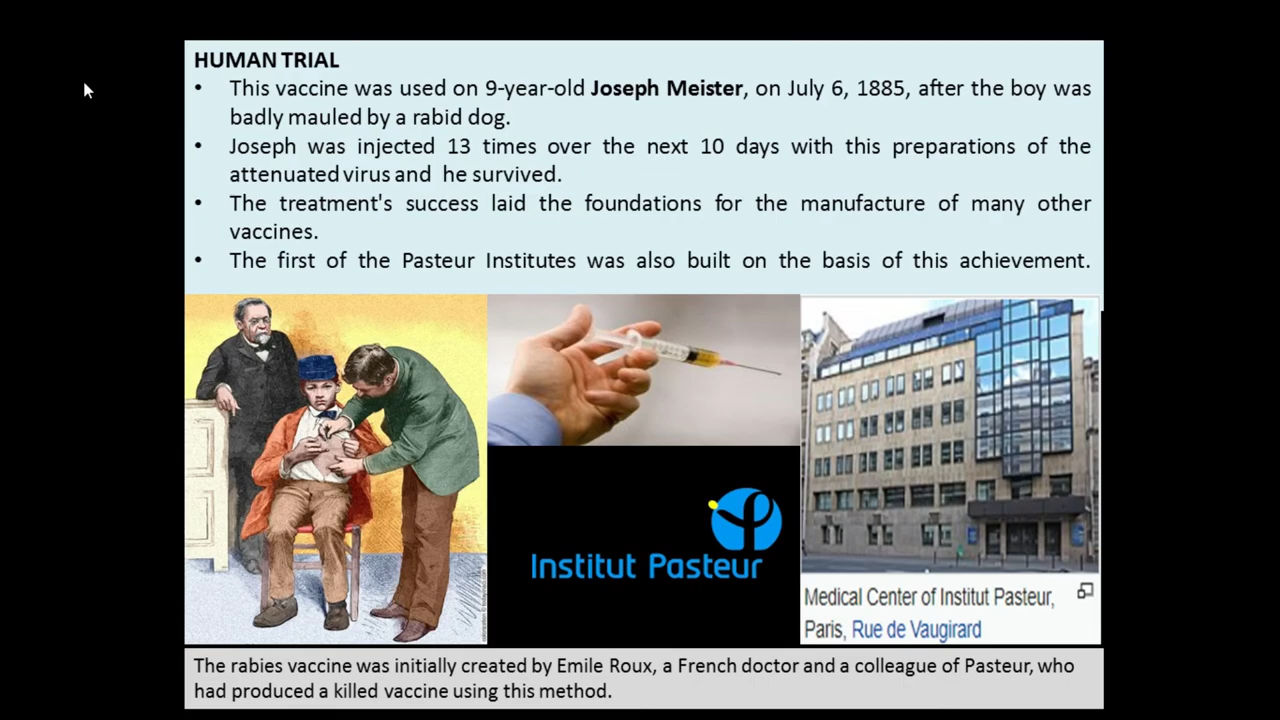 HUMAN TRIAL
• This vaccine was used on 9-year-old Joseph Meister, on July 6, 1885, after the boy was
badly mauled by a rabid dog.
• Joseph was injected 13 times over the next 10 days with this preparations of the
attenuated virus and he survived.
• The treatment's success laid the foundations for the manufacture of many other
vaccines.
• The first of the Pasteur Institutes was also built on the basis of this achievement.
Institut Pasteur
Medical Center of Institut Pasteur,
Paris, Rue de Vaugirard
The rabies vaccine was initially created by Emile Roux, a French doctor and a colleague of Pasteur, who
had produced a killed vaccine using this method.